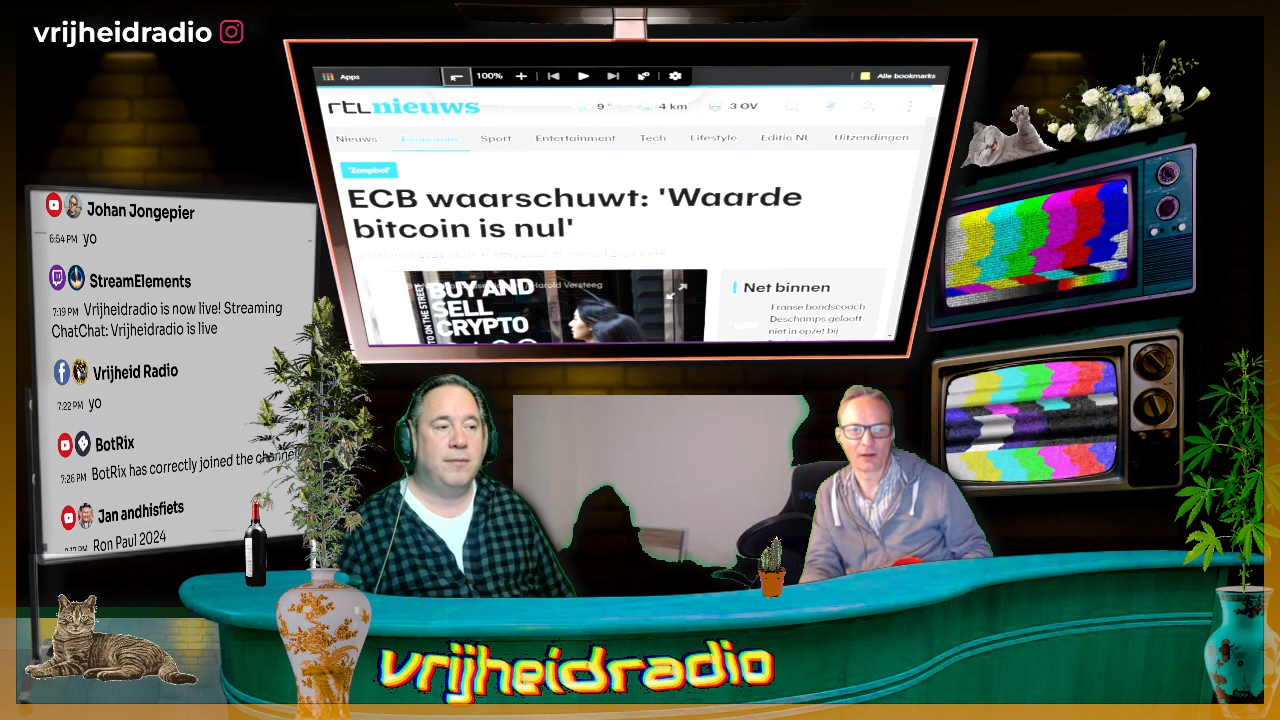 vrijheidradio
Apps
100%
Alle bookmarks
rtlnieuws
9°
4 km
3 OV
Nieuws
Economie
Sport
Entertainment
Tech
Lifestyle
Editie NL
Uitzendingen
'Zeepbel'
ECB waarschuwt: 'Waarde
bitcoin is nul'
BUY AND
SELL
CRYPTO
Harold Versteeg
Net binnen
Franse bondscoach
Deschamps gelooft
niet in opzet bij
Johan Jongepier
6:54 PM yo
StreamElements
7:19 PM Vrijheidradio is now live! Streaming
ChatChat: Vrijheidradio is live
Vrijheid Radio
7:22 PM yo
BotRix
7:26 PM BotRix has correctly joined the channel
Jan andhisfiets
Ron Paul 2024
vrijheidradio